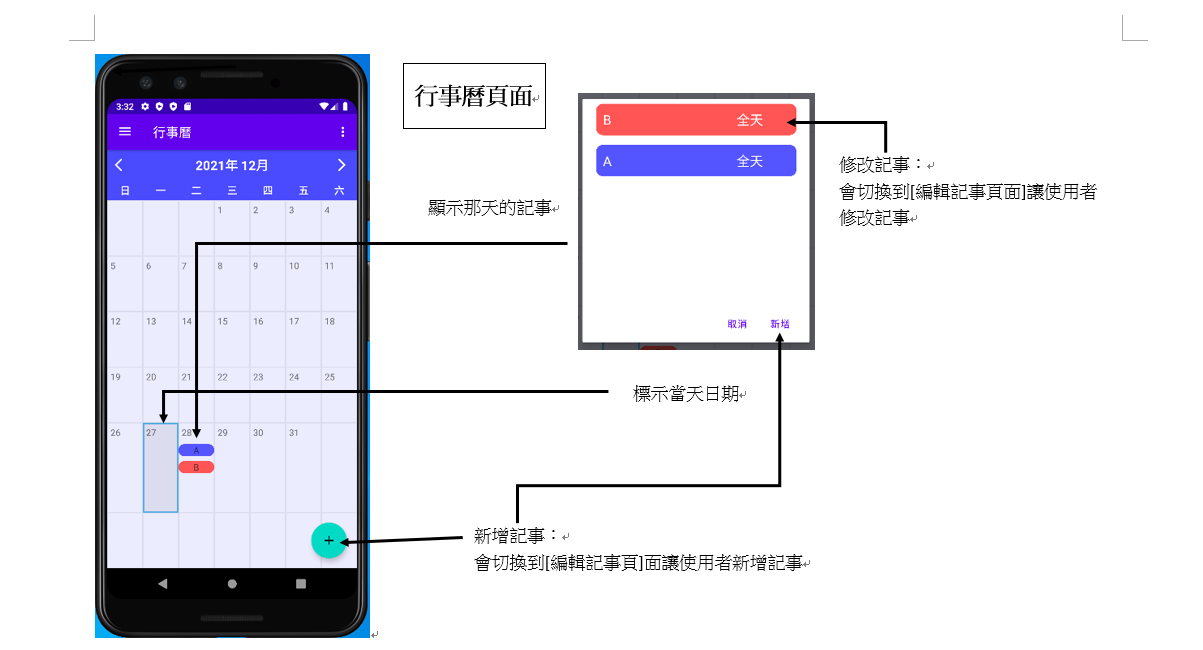 行事曆頁面
3:32
行事曆
2021年 12月
日 一 二 三 四 五 六
1 2 3 4
5 6 7 8 9 10 11
12 13 14 15 16 17 18
19 20 21 22 23 24 25
26 27 28 29 30 31
A
B
+
顯示那天的記事
B 全天
A 全天
取消 新增
修改記事：
會切換到[編輯記事頁面]讓使用者
修改記事
標示當天日期
新增記事：
會切換到[編輯記事頁]面讓使用者新增記事